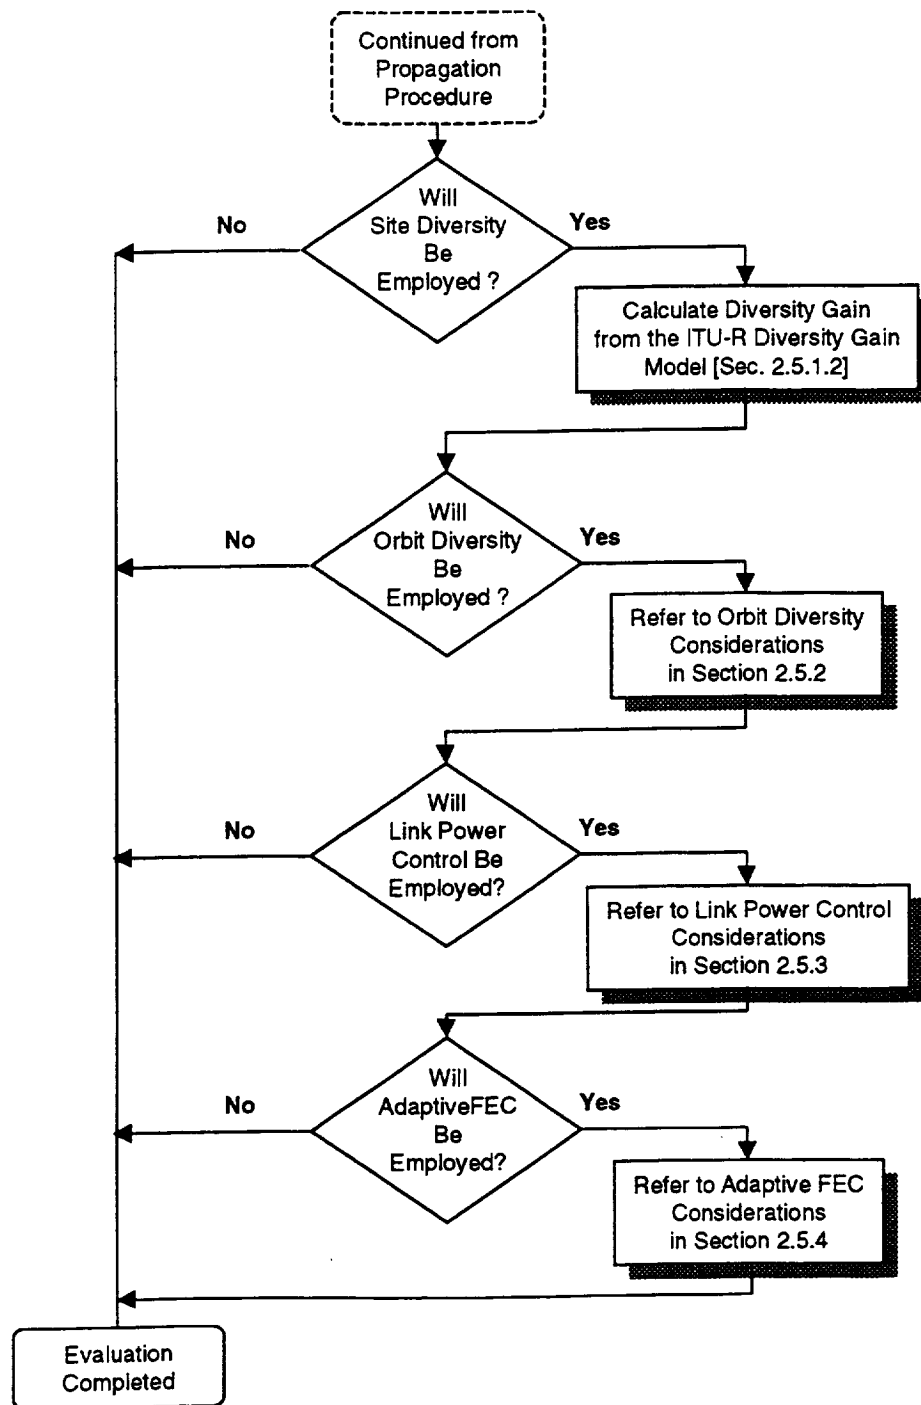 Continued from
Propagation
Procedure
Will
Site Diversity
Be
Employed ?
No
Yes
Calculate Diversity Gain
from the ITU-R Diversity Gain
Model [Sec. 2.5.1.2]
Will
Orbit Diversity
Be
Employed ?
No
Yes
Refer to Orbit Diversity
Considerations
in Section 2.5.2
Will
Link Power
Control Be
Employed?
No
Yes
Refer to Link Power Control
Considerations
in Section 2.5.3
Will
AdaptiveFEC
Be
Employed?
No
Yes
Refer to Adaptive FEC
Considerations
in Section 2.5.4
Evaluation
Completed